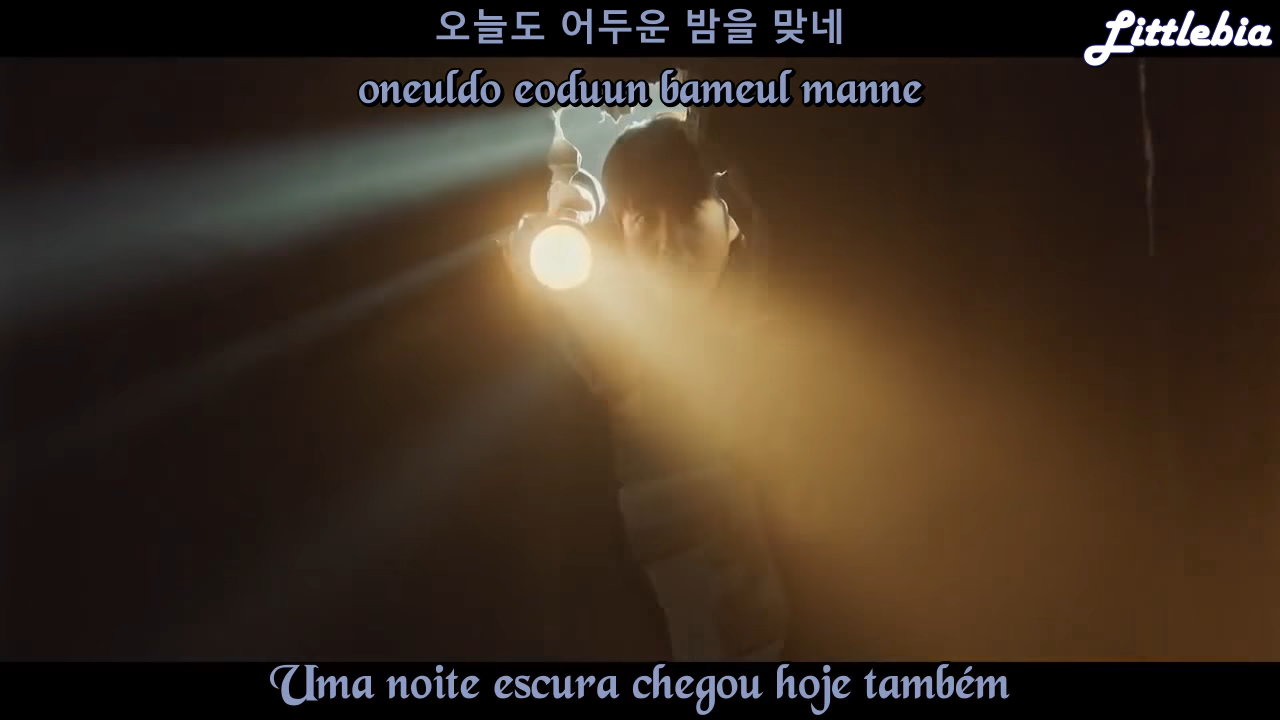 오늘도 어두운 밤을 맞네
Littlebia
oneuldo eoduun bameul manne
Uma noite escura chegou hoje também